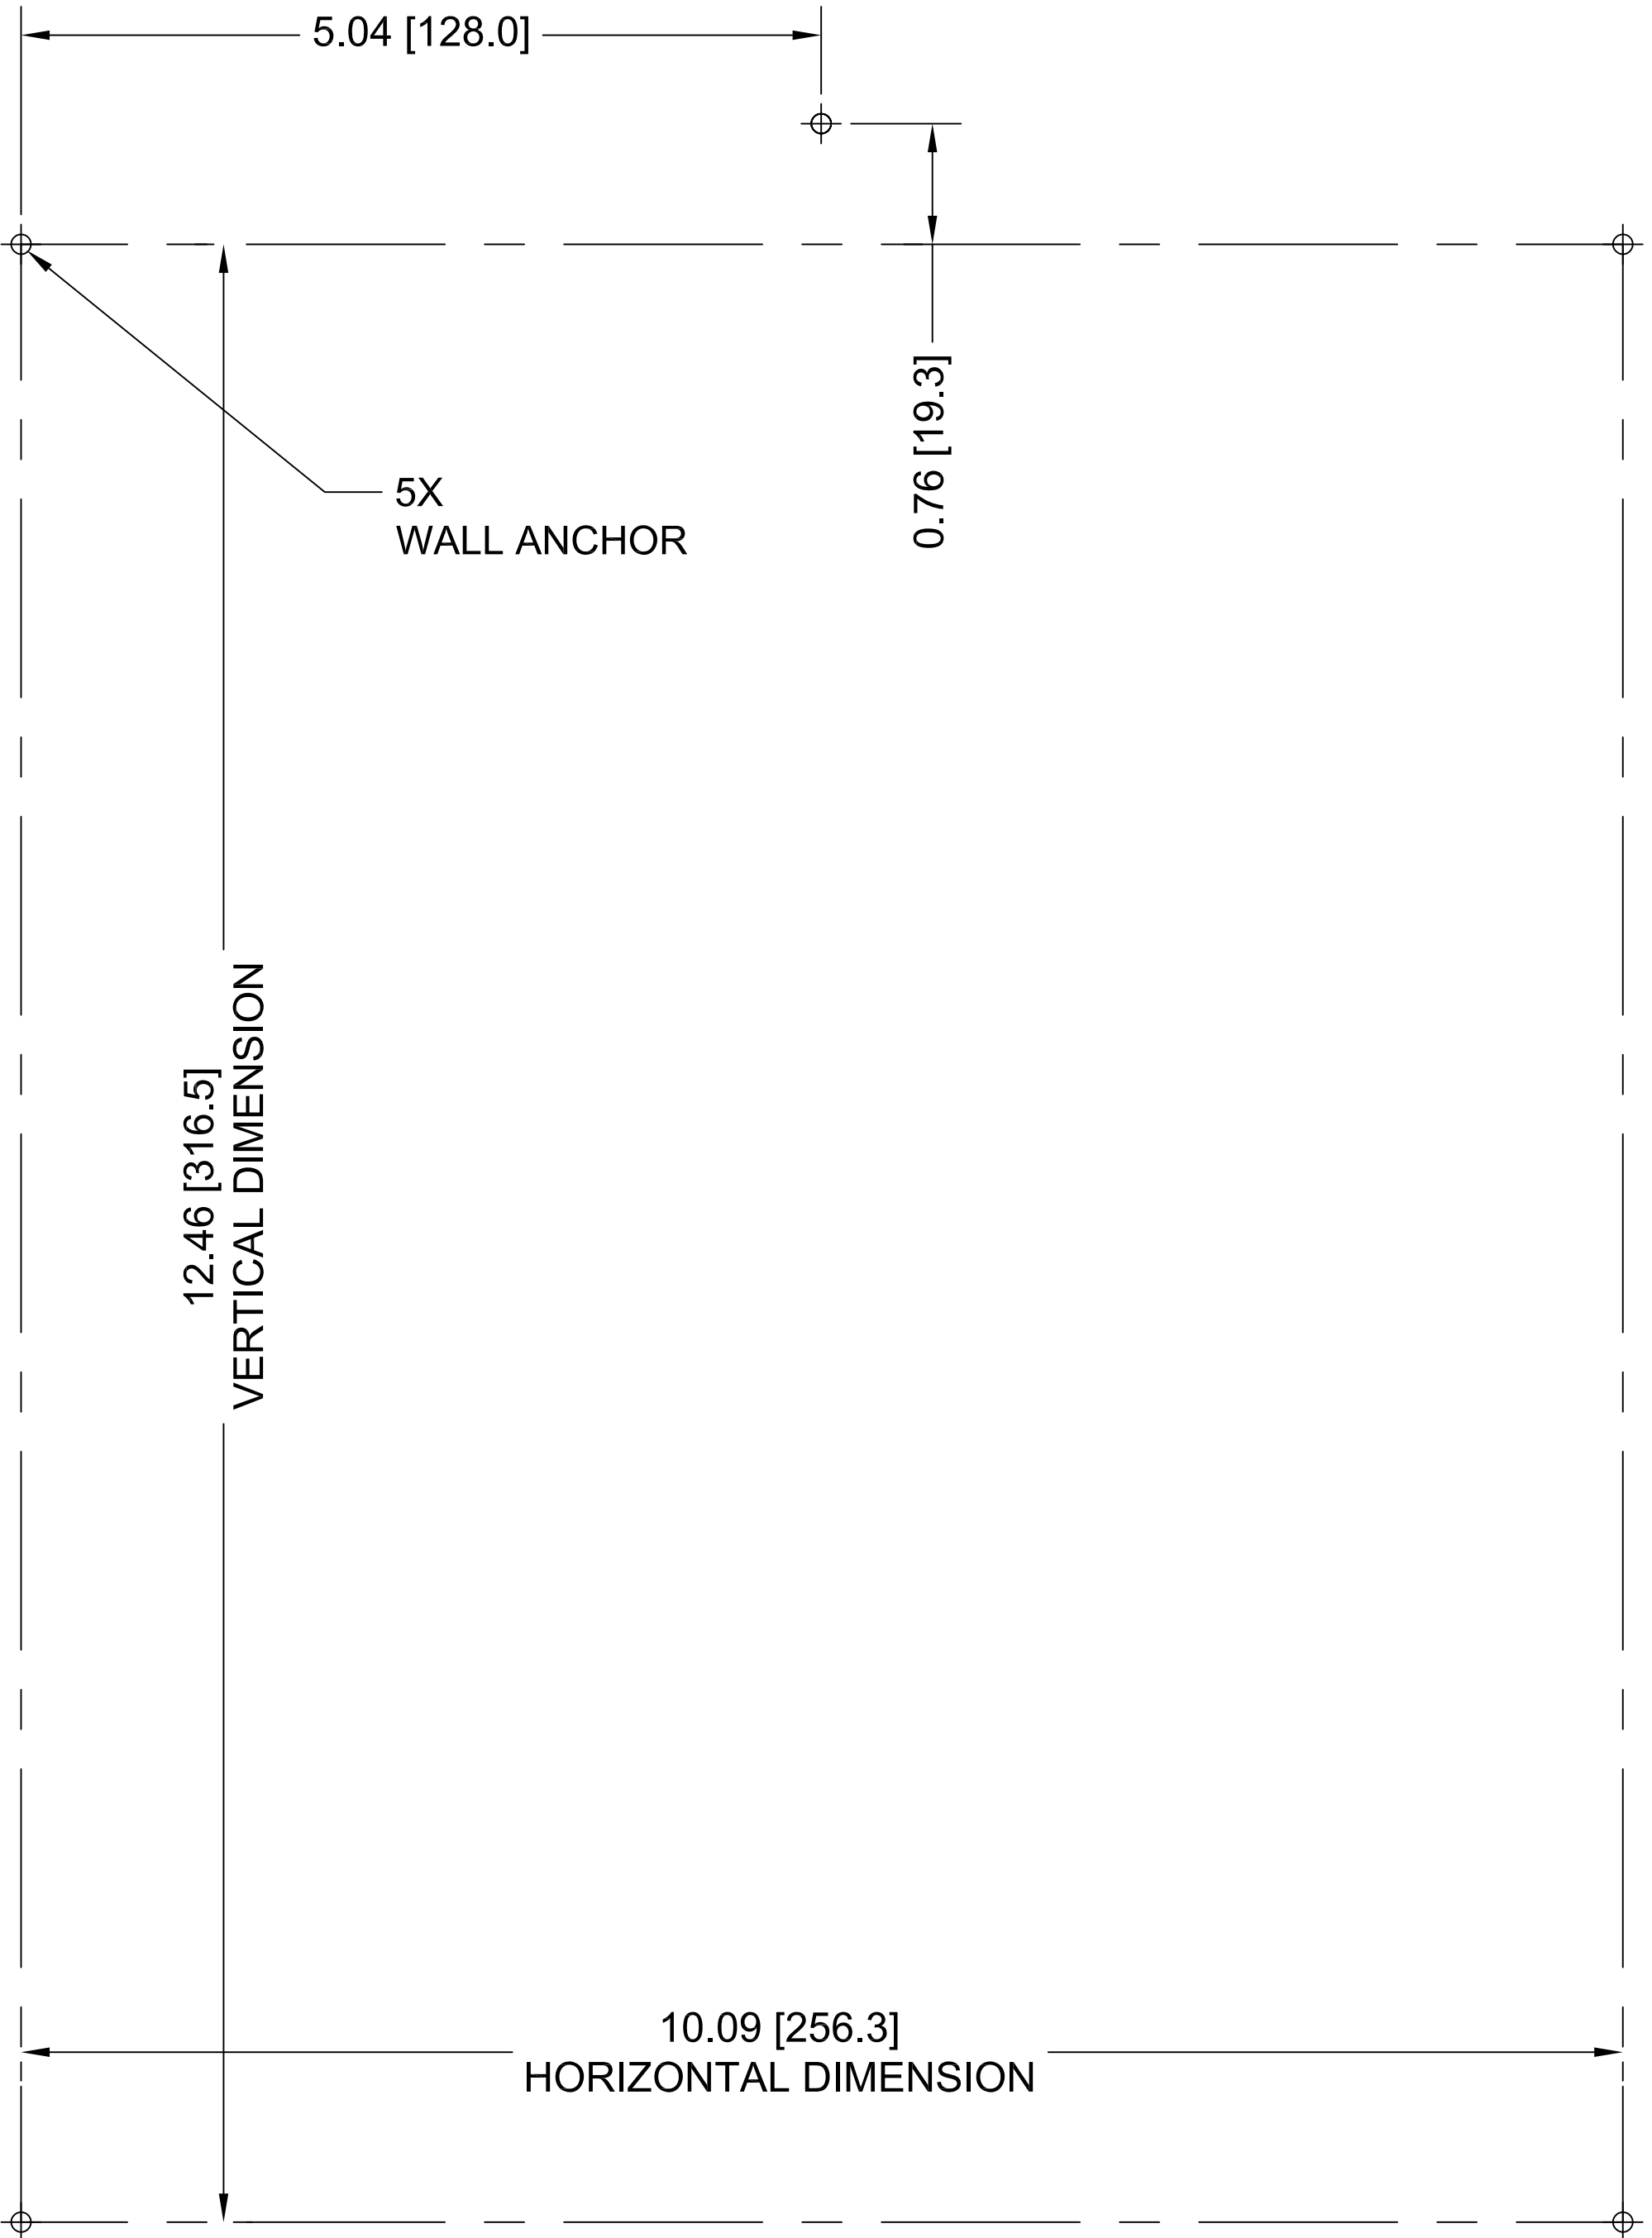 5.04 [128.0]
0.76 [19.3]
5X
WALL ANCHOR
12.46 [316.5]
VERTICAL DIMENSION
10.09 [256.3]
HORIZONTAL DIMENSION